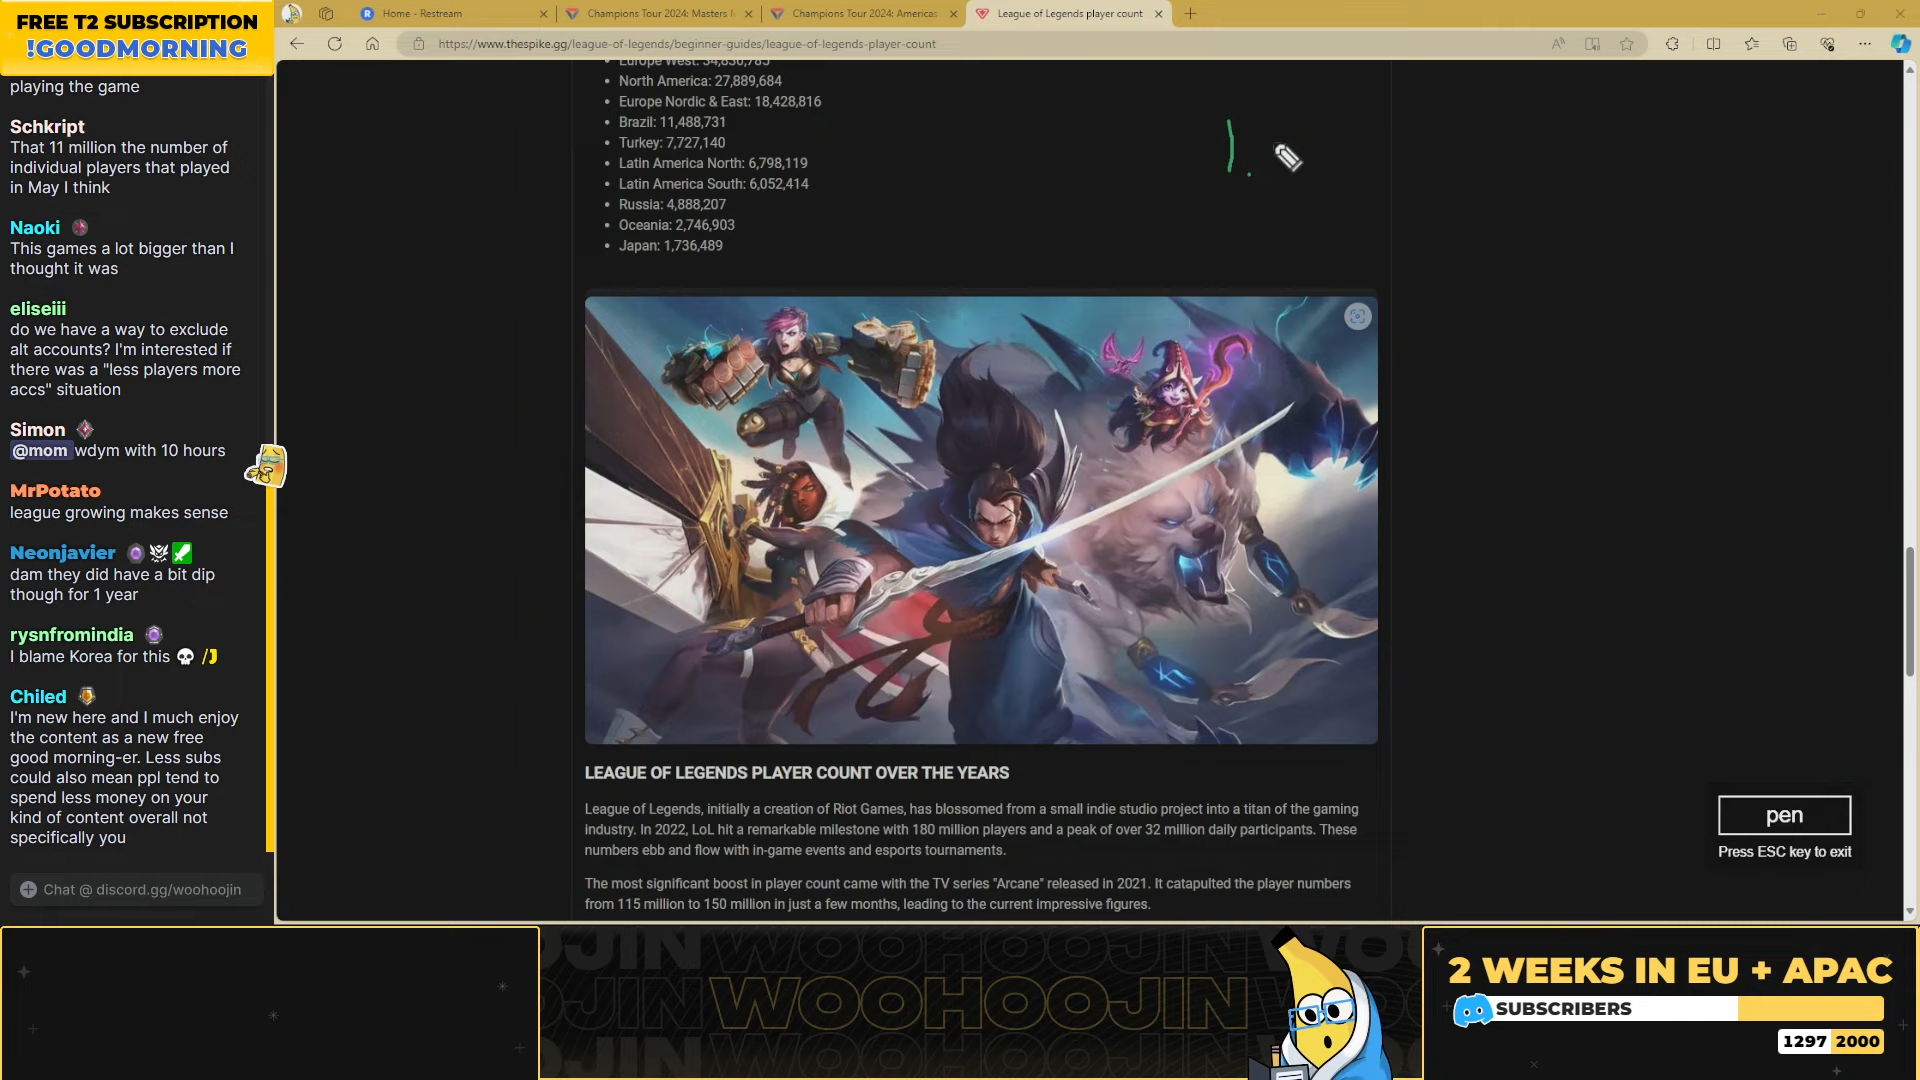 FREE T2 SUBSCRIPTION
!GOODMORNING
playing the game
Schkript
That 11 million the number of
individual players that played
in May I think
Naoki
This games a lot bigger than I
thought it was
eliseiii
do we have a way to exclude
alt accounts? I'm interested if
there was a "less players more
accs" situation
Simon
@mom wdym with 10 hours
MrPotato
league growing makes sense
Neonjavier
dam they did have a bit dip
though for 1 year
rysnfromindia
I blame Korea for this 💀 /J
Chiled
I'm new here and I much enjoy
the content as a new free
good morning-er. Less subs
could also mean ppl tend to
spend less money on your
kind of content overall not
specifically you
Chat @ discord.gg/woohoojin
Home - Restream
Champions Tour 2024: Masters
Champions Tour 2024: Americas
League of Legends player count
https://www.thespike.gg/league-of-legends/beginner-guides/league-of-legends-player-count
Europe West: 34,830,785
North America: 27,889,684
Europe Nordic & East: 18,428,816
Brazil: 11,488,731
Turkey: 7,727,140
Latin America North: 6,798,119
Latin America South: 6,052,414
Russia: 4,888,207
Oceania: 2,746,903
Japan: 1,736,489
1.
LEAGUE OF LEGENDS PLAYER COUNT OVER THE YEARS
League of Legends, initially a creation of Riot Games, has blossomed from a small indie studio project into a titan of the gaming
industry. In 2022, LoL hit a remarkable milestone with 180 million players and a peak of over 32 million daily participants. These
numbers ebb and flow with in-game events and esports tournaments.
The most significant boost in player count came with the TV series "Arcane" released in 2021. It catapulted the player numbers
from 115 million to 150 million in just a few months, leading to the current impressive figures.
pen
Press ESC key to exit
WOOHOOJIN
2 WEEKS IN EU + APAC
SUBSCRIBERS
1297 2000